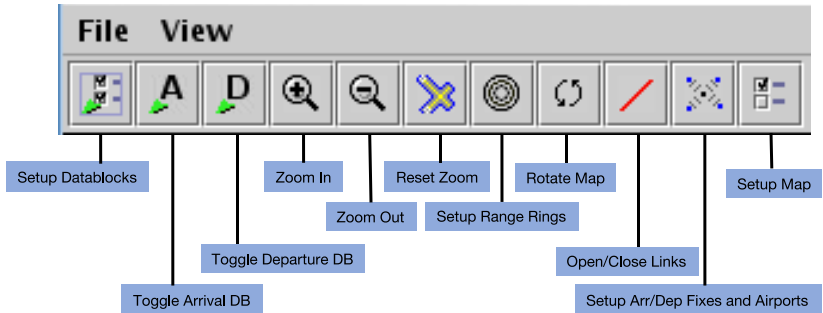 File View
A D
Setup Datablocks
Zoom In
Reset Zoom
Rotate Map
Setup Map
Zoom Out
Setup Range Rings
Toggle Departure DB
Open/Close Links
Toggle Arrival DB
Setup Arr/Dep Fixes and Airports